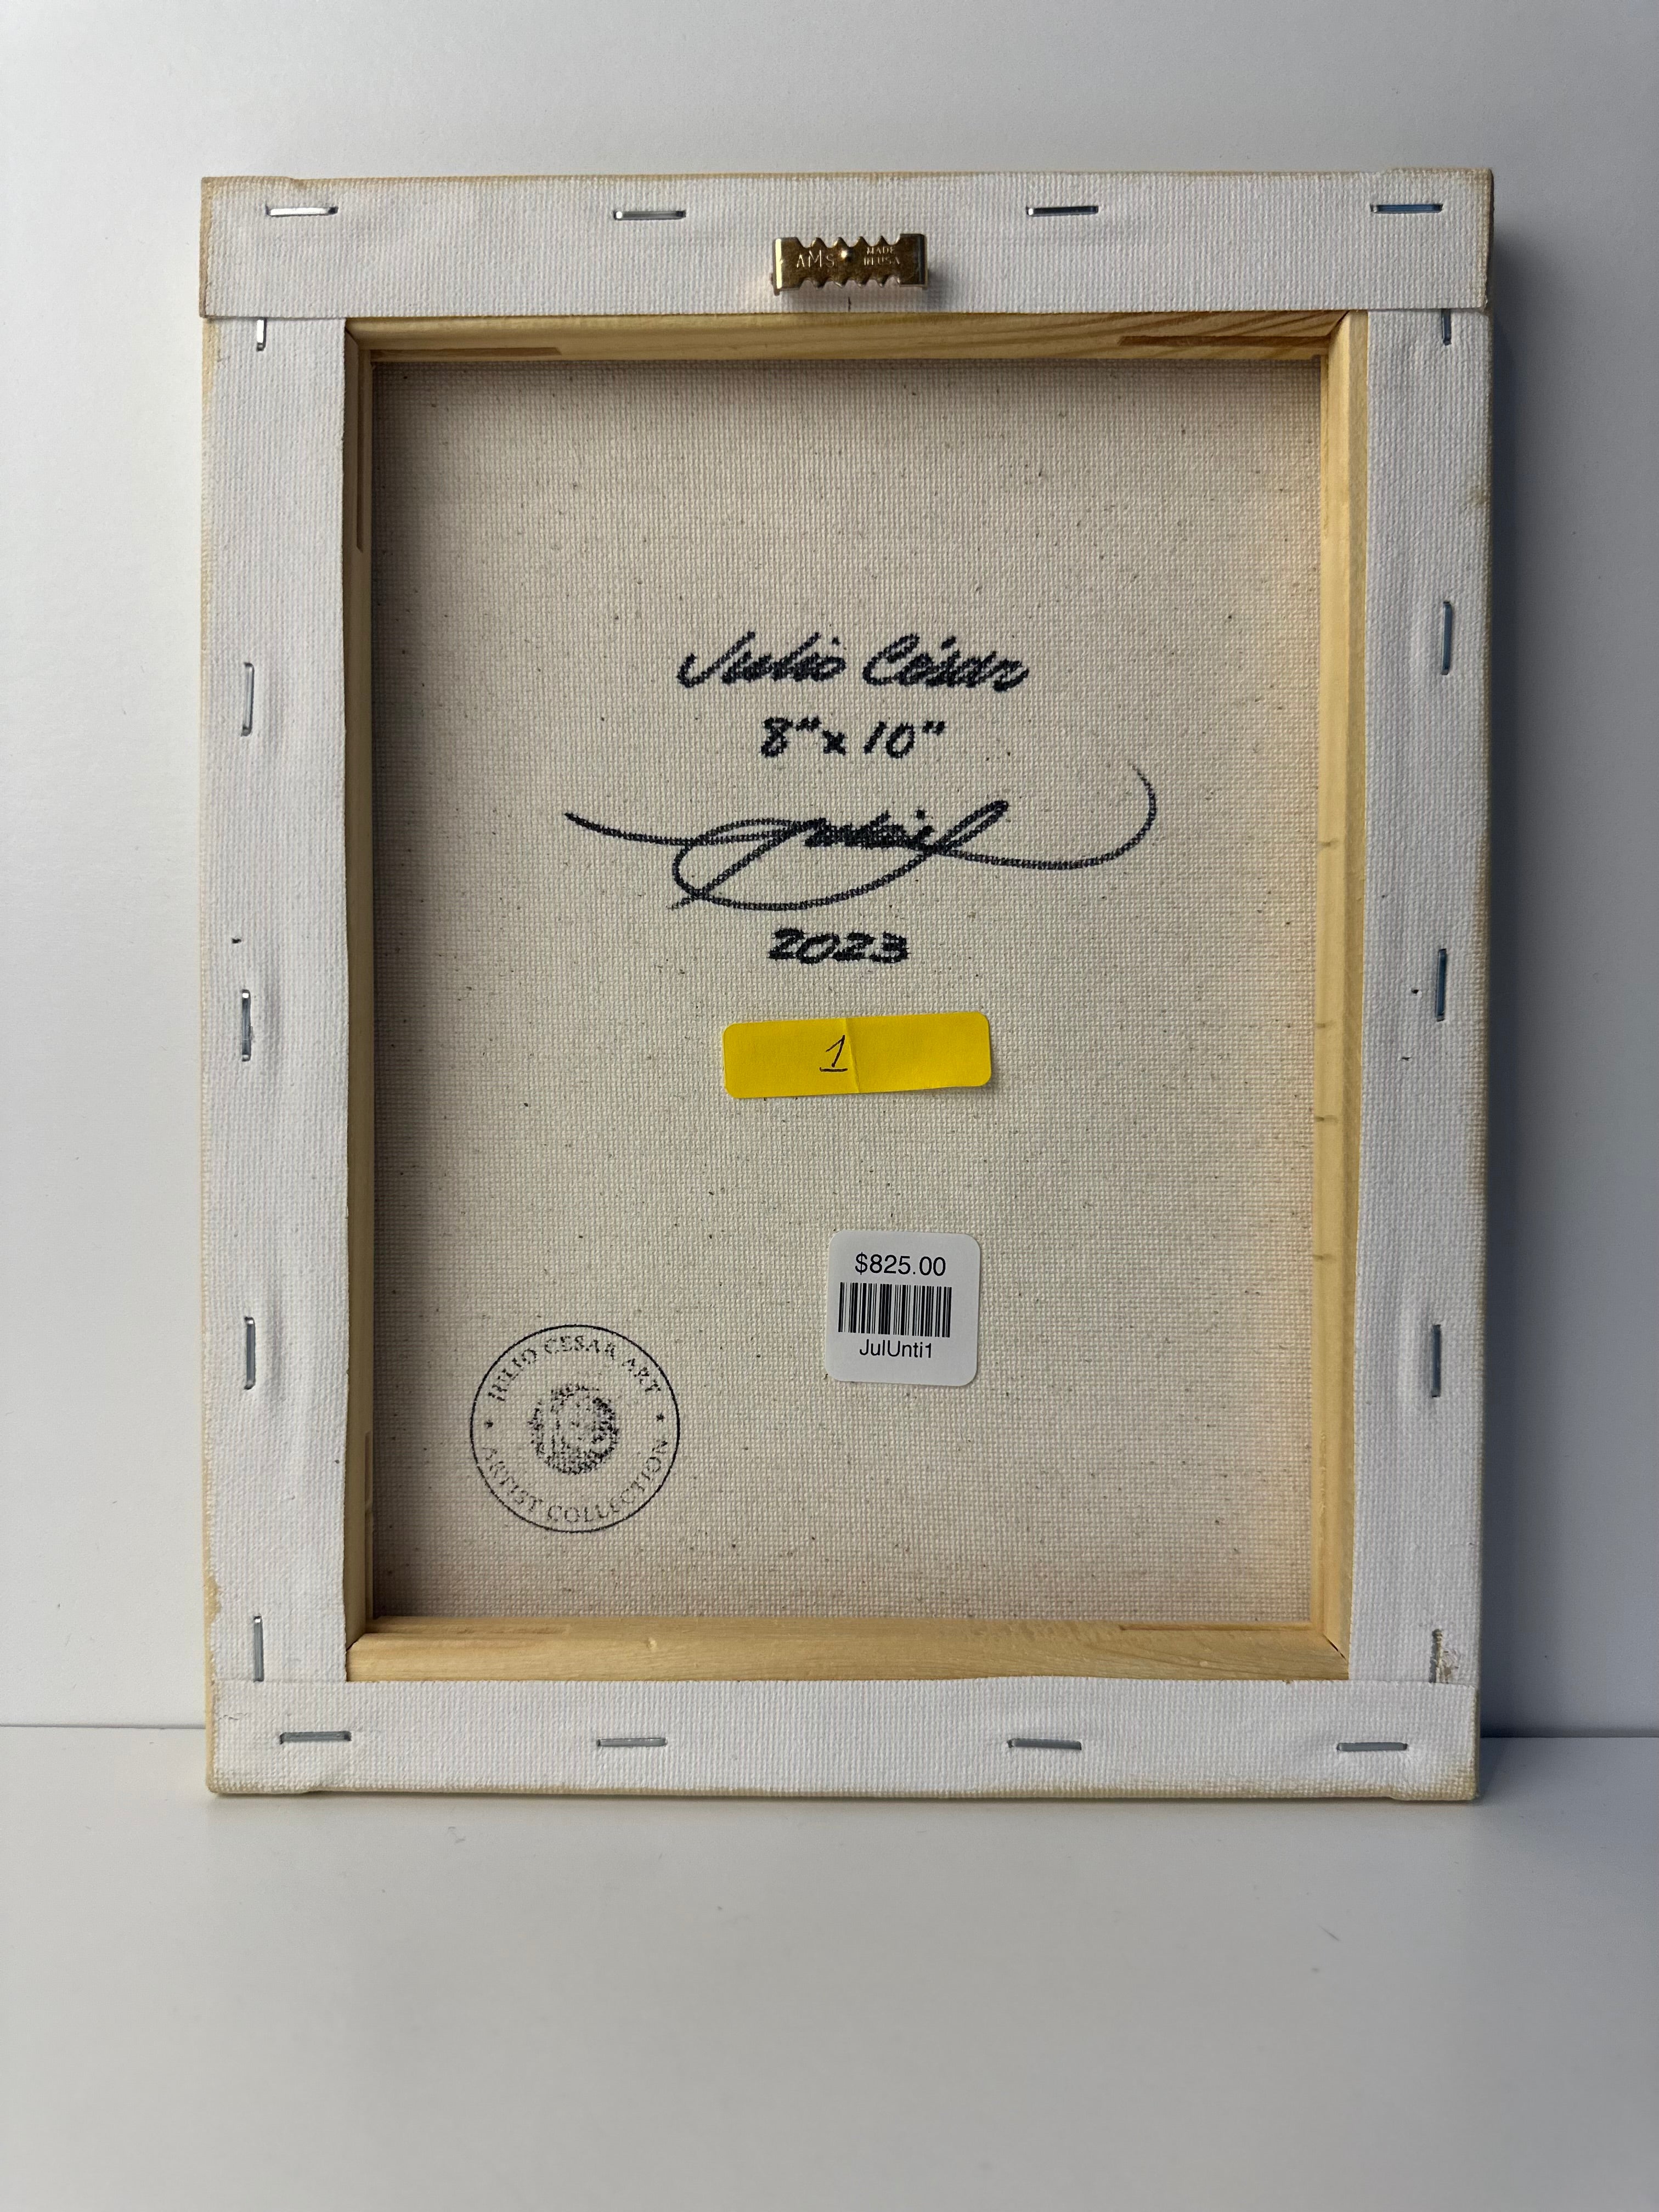 AMS MADE IN USA
Julio César
8" x 10"
2023
1
$825.00
JulUnti1
JULIO CESAR ART
ARTIST COLLECTION